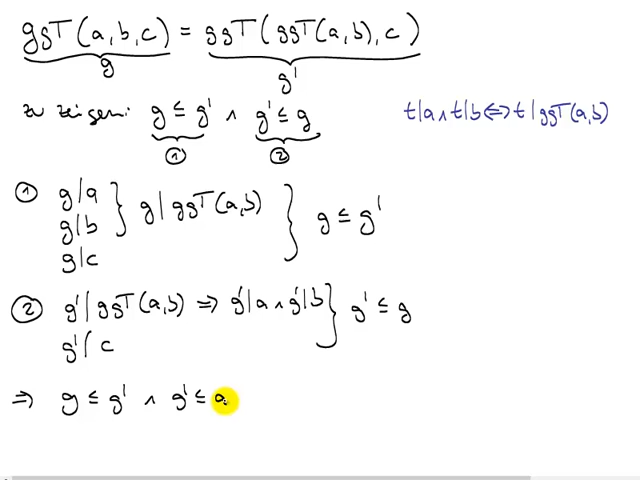 ggT(a,b,c) = ggT(ggT(a,b),c)
g g'
zu zeigen: g ≤ g' ∧ g' ≤ g t|a ∧ t|b ⇔ t|ggT(a,b)
① ②
① g|a
g|b } g|ggT(a,b) } g ≤ g'
g|c
② g'|ggT(a,b) ⇒ g'|a ∧ g'|b } g' ≤ g
g'|c
⇒ g ≤ g' ∧ g' ≤